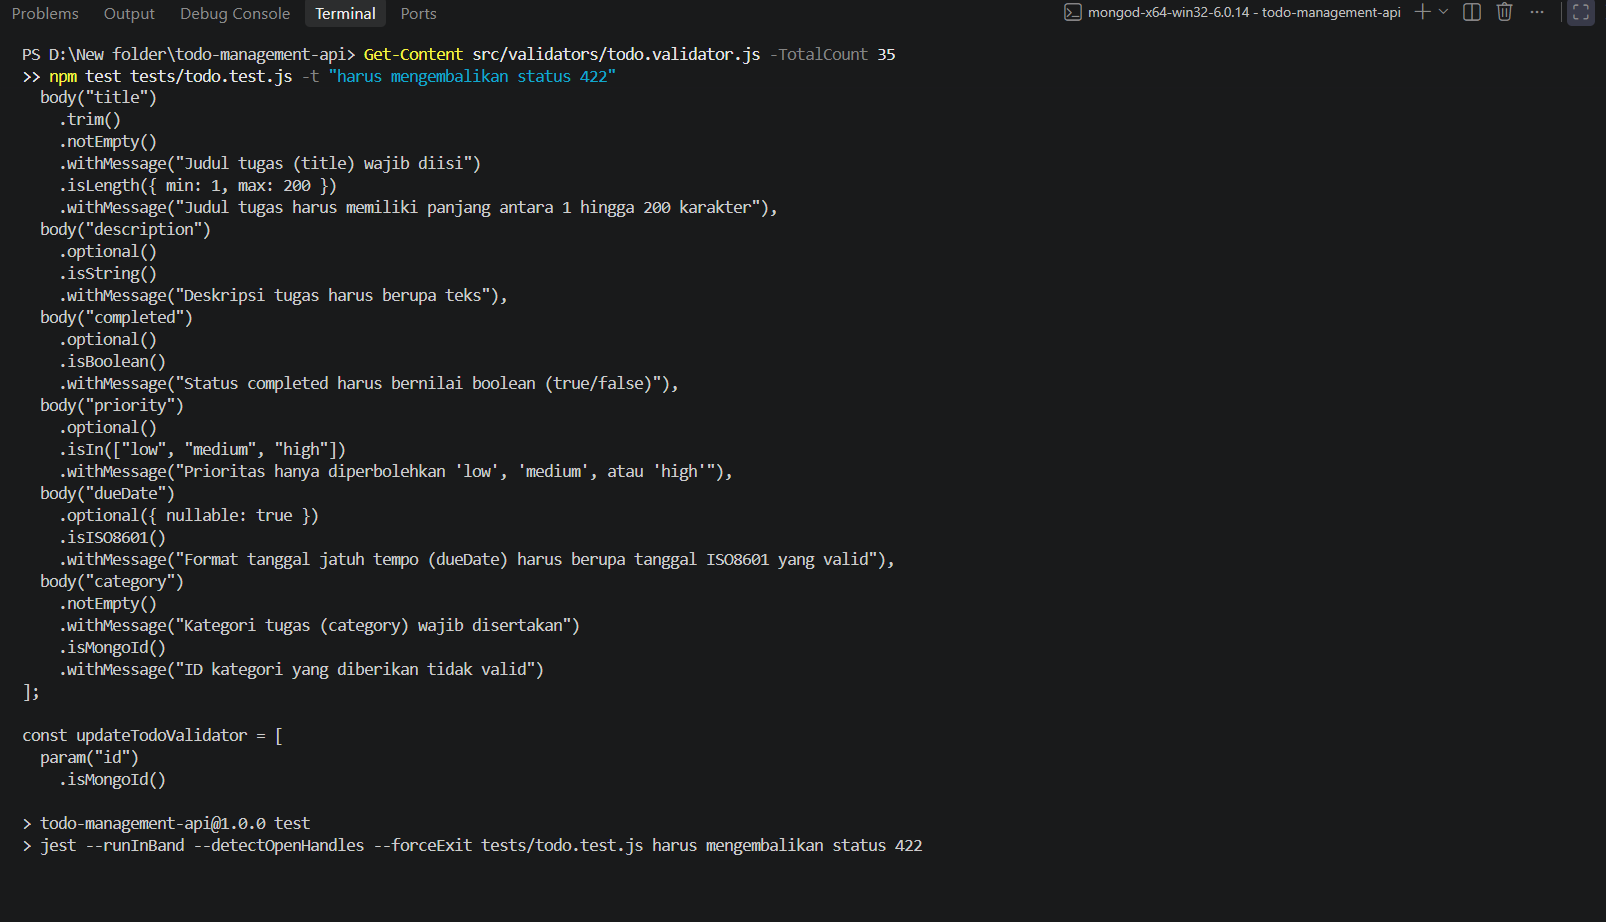 Problems Output Debug Console Terminal Ports mongod-x64-win32-6.0.14 - todo-management-api
PS D:\New folder\todo-management-api> Get-Content src/validators/todo.validator.js -TotalCount 35
>> npm test tests/todo.test.js -t "harus mengembalikan status 422"
  body("title")
    .trim()
    .notEmpty()
    .withMessage("Judul tugas (title) wajib diisi")
    .isLength({ min: 1, max: 200 })
    .withMessage("Judul tugas harus memiliki panjang antara 1 hingga 200 karakter"),
  body("description")
    .optional()
    .isString()
    .withMessage("Deskripsi tugas harus berupa teks"),
  body("completed")
    .optional()
    .isBoolean()
    .withMessage("Status completed harus bernilai boolean (true/false)"),
  body("priority")
    .optional()
    .isIn(["low", "medium", "high"])
    .withMessage("Prioritas hanya diperbolehkan 'low', 'medium', atau 'high'"),
  body("dueDate")
    .optional({ nullable: true })
    .isISO8601()
    .withMessage("Format tanggal jatuh tempo (dueDate) harus berupa tanggal ISO8601 yang valid"),
  body("category")
    .notEmpty()
    .withMessage("Kategori tugas (category) wajib disertakan")
    .isMongoId()
    .withMessage("ID kategori yang diberikan tidak valid")
];
const updateTodoValidator = [
  param("id")
    .isMongoId()
> todo-management-api@1.0.0 test
> jest --runInBand --detectOpenHandles --forceExit tests/todo.test.js harus mengembalikan status 422